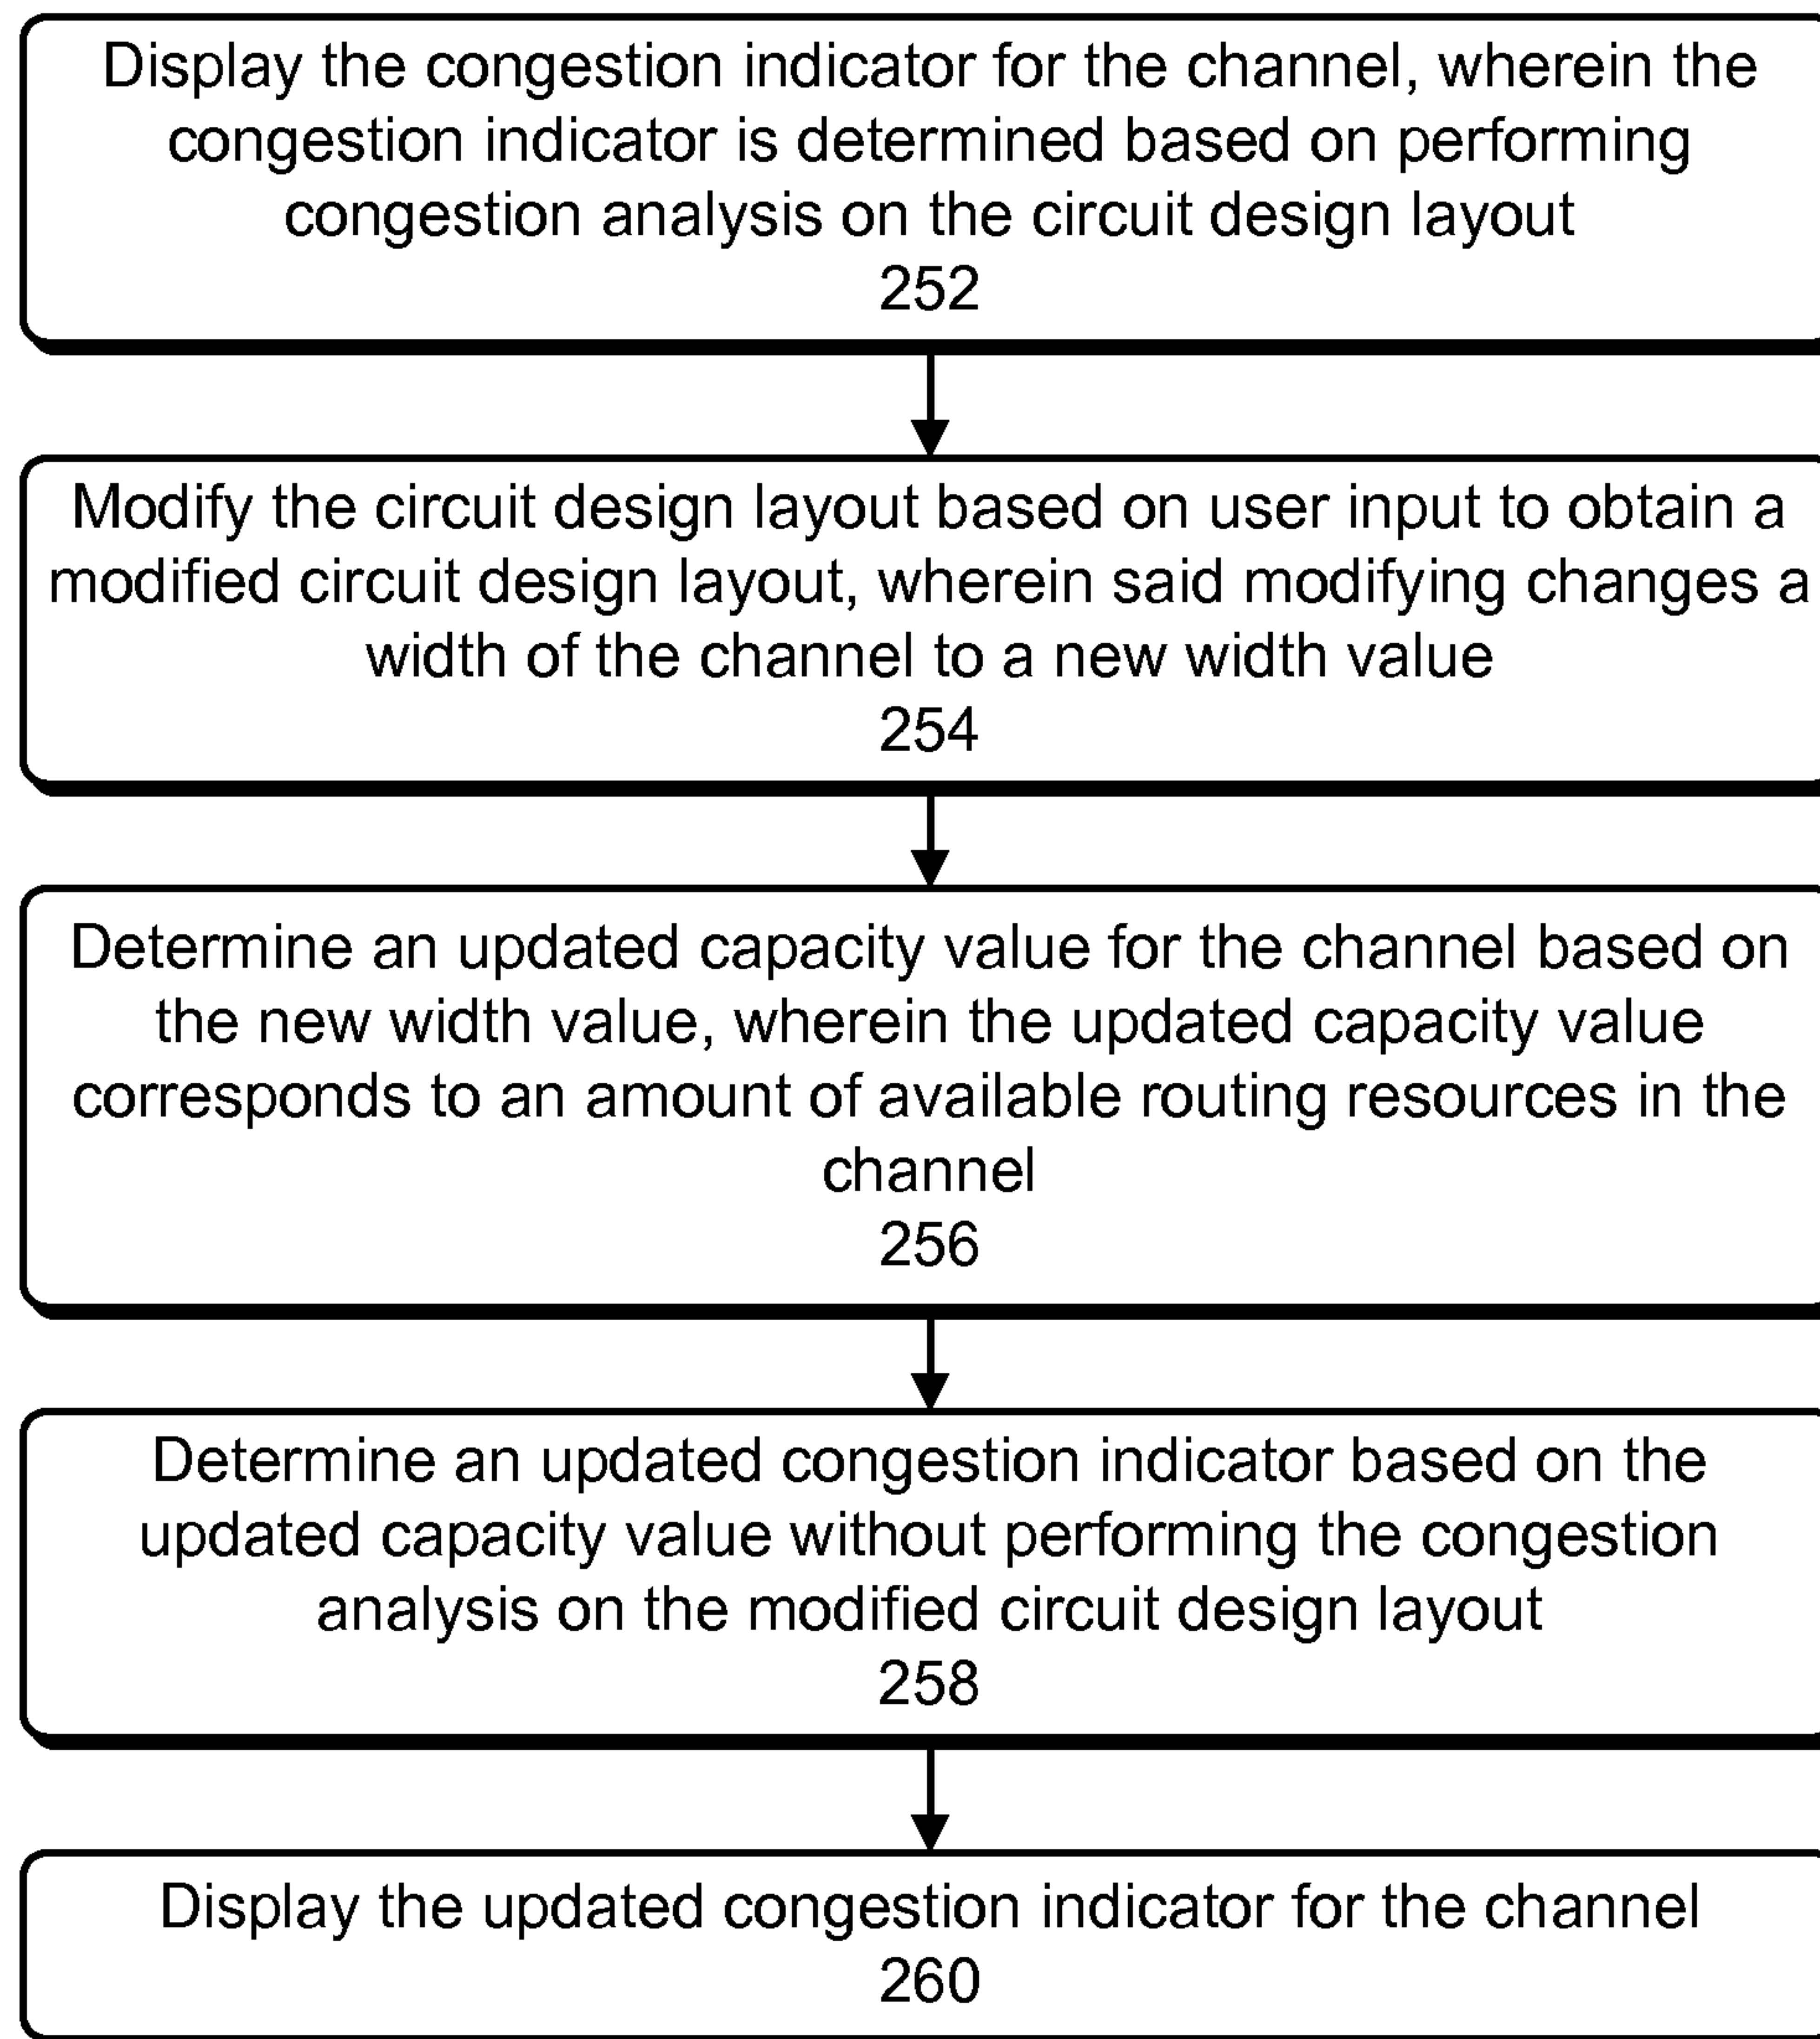 Display the congestion indicator for the channel, wherein the
congestion indicator is determined based on performing
congestion analysis on the circuit design layout
252
Modify the circuit design layout based on user input to obtain a
modified circuit design layout, wherein said modifying changes a
width of the channel to a new width value
254
Determine an updated capacity value for the channel based on
the new width value, wherein the updated capacity value
corresponds to an amount of available routing resources in the
channel
256
Determine an updated congestion indicator based on the
updated capacity value without performing the congestion
analysis on the modified circuit design layout
258
Display the updated congestion indicator for the channel
260